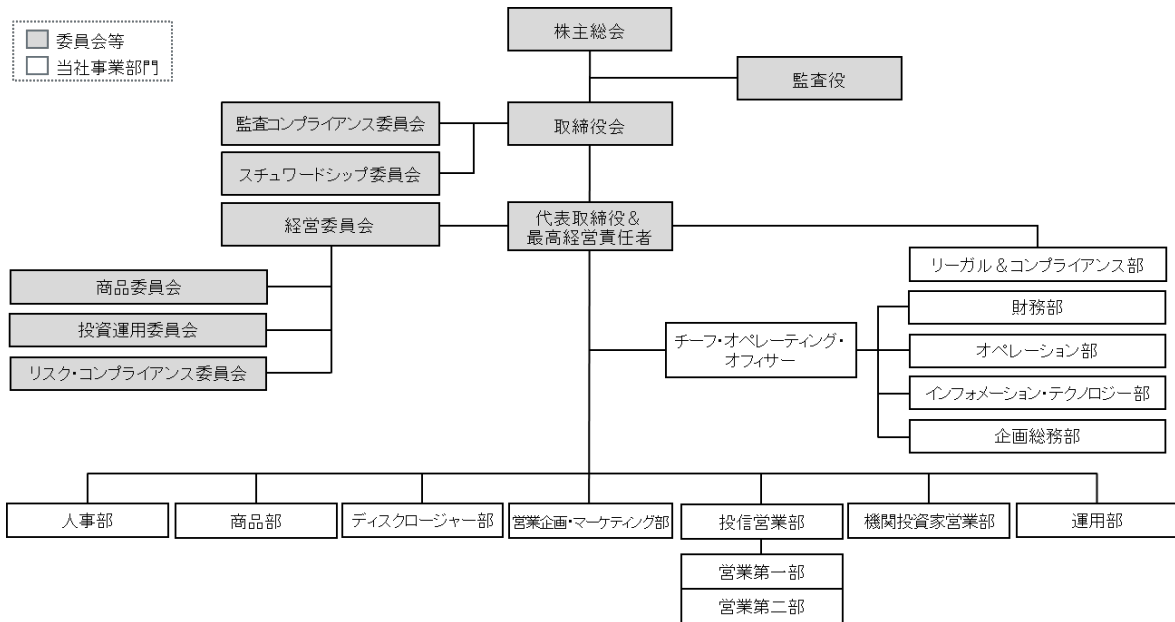 委員会等
当社事業部門
株主総会
監査役
監査コンプライアンス委員会
取締役会
スチュワードシップ委員会
経営委員会
代表取締役&
最高経営責任者
リーガル&コンプライアンス部
商品委員会
財務部
投資運用委員会
チーフ・オペレーティング・
オフィサー
オペレーション部
リスク・コンプライアンス委員会
インフォメーション・テクノロジー部
企画総務部
人事部
商品部
ディスクロージャー部
営業企画・マーケティング部
投信営業部
機関投資家営業部
運用部
営業第一部
営業第二部